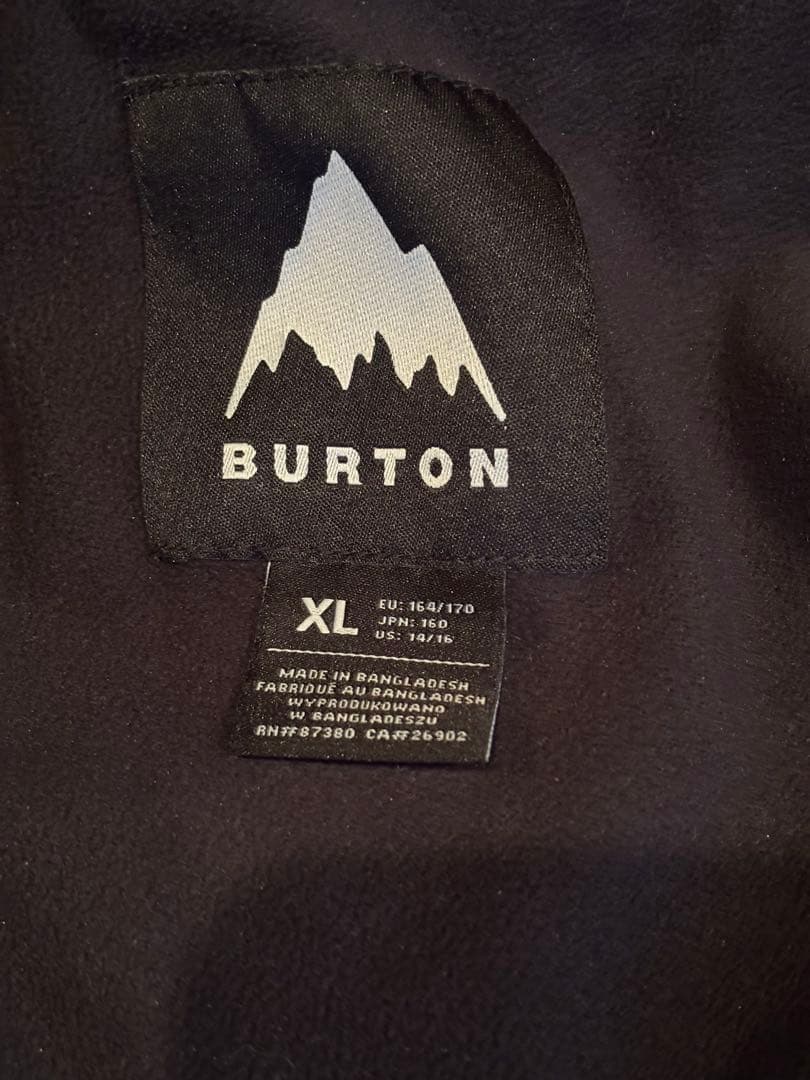 BURTON
XL
EU: 164/170
JPN: 160
US: 14/16
MADE IN BANGLADESH
FABRIQUÉ AU BANGLADESH
WYPRODUKOWANO
W BANGLADESZU
RN#87380 CA#26902